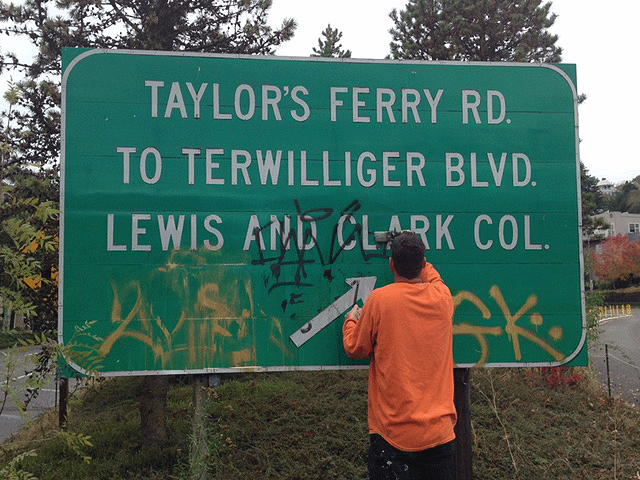 TAYLOR'S FERRY RD.
TO TERWILLIGER BLVD.
LEWIS AND CLARK COL.